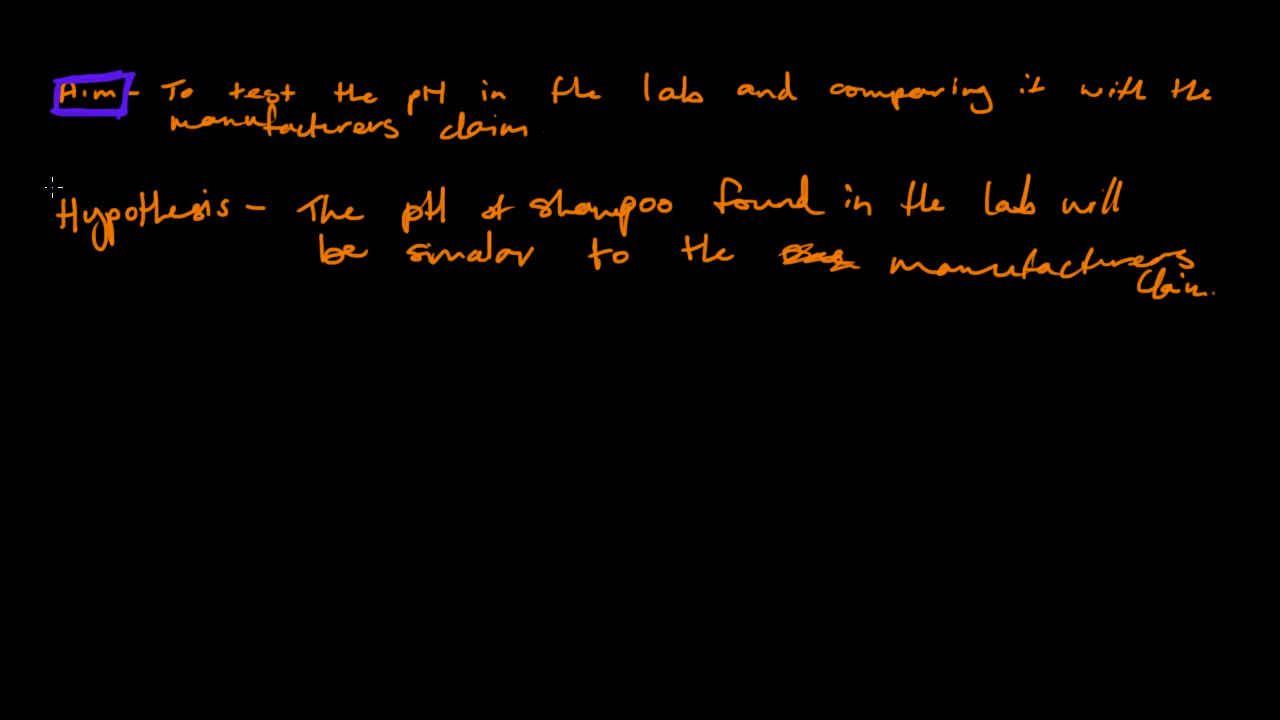 Aim - To test the pH in the lab and comparing it with the
manufacturers claim.
Hypothesis - The pH of shampoo found in the lab will
be similar to the manufacturers
claim.